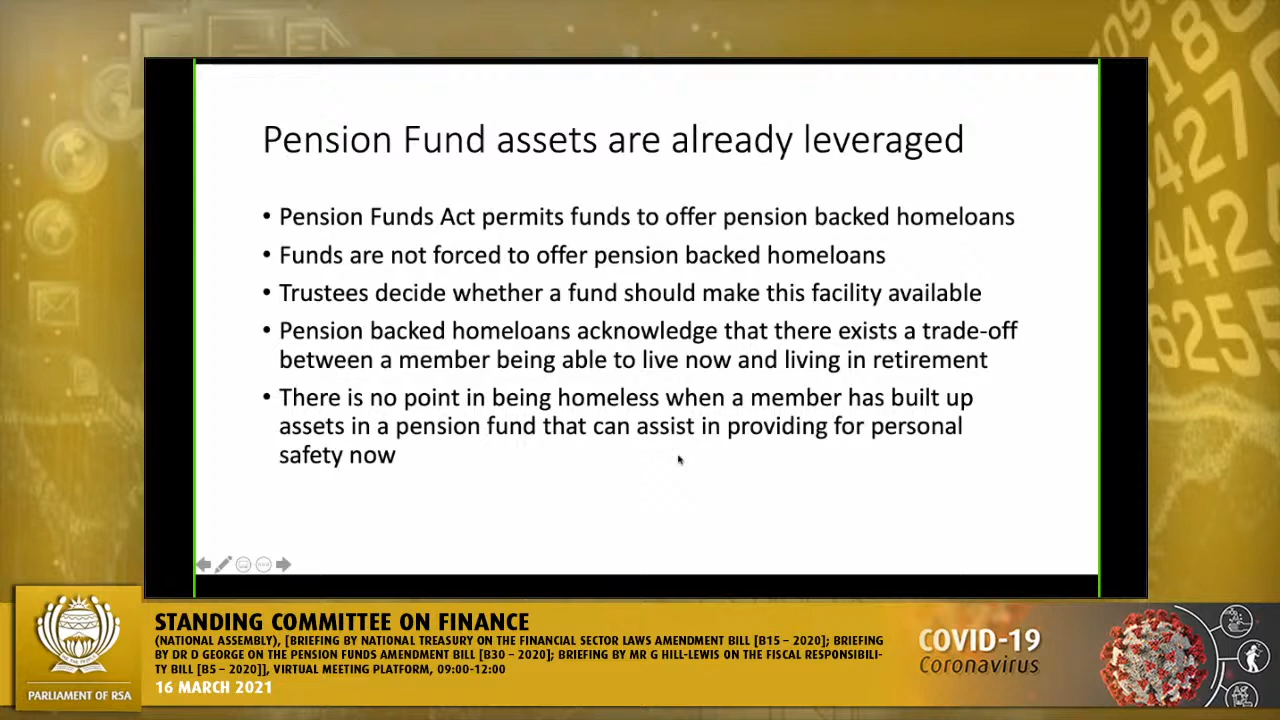 Pension Fund assets are already leveraged
• Pension Funds Act permits funds to offer pension backed homeloans
• Funds are not forced to offer pension backed homeloans
• Trustees decide whether a fund should make this facility available
• Pension backed homeloans acknowledge that there exists a trade-off
between a member being able to live now and living in retirement
• There is no point in being homeless when a member has built up
assets in a pension fund that can assist in providing for personal
safety now
STANDING COMMITTEE ON FINANCE
(NATIONAL ASSEMBLY), [BRIEFING BY NATIONAL TREASURY ON THE FINANCIAL SECTOR LAWS AMENDMENT BILL [B15 – 2020]; BRIEFING
BY DR D GEORGE ON THE PENSION FUNDS AMENDMENT BILL [B30 – 2020]; BRIEFING BY MR G HILL-LEWIS ON THE FISCAL RESPONSIBILI-
TY BILL [B5 – 2020]], VIRTUAL MEETING PLATFORM, 09:00-12:00
16 MARCH 2021
PARLIAMENT OF RSA
COVID-19
Coronavirus